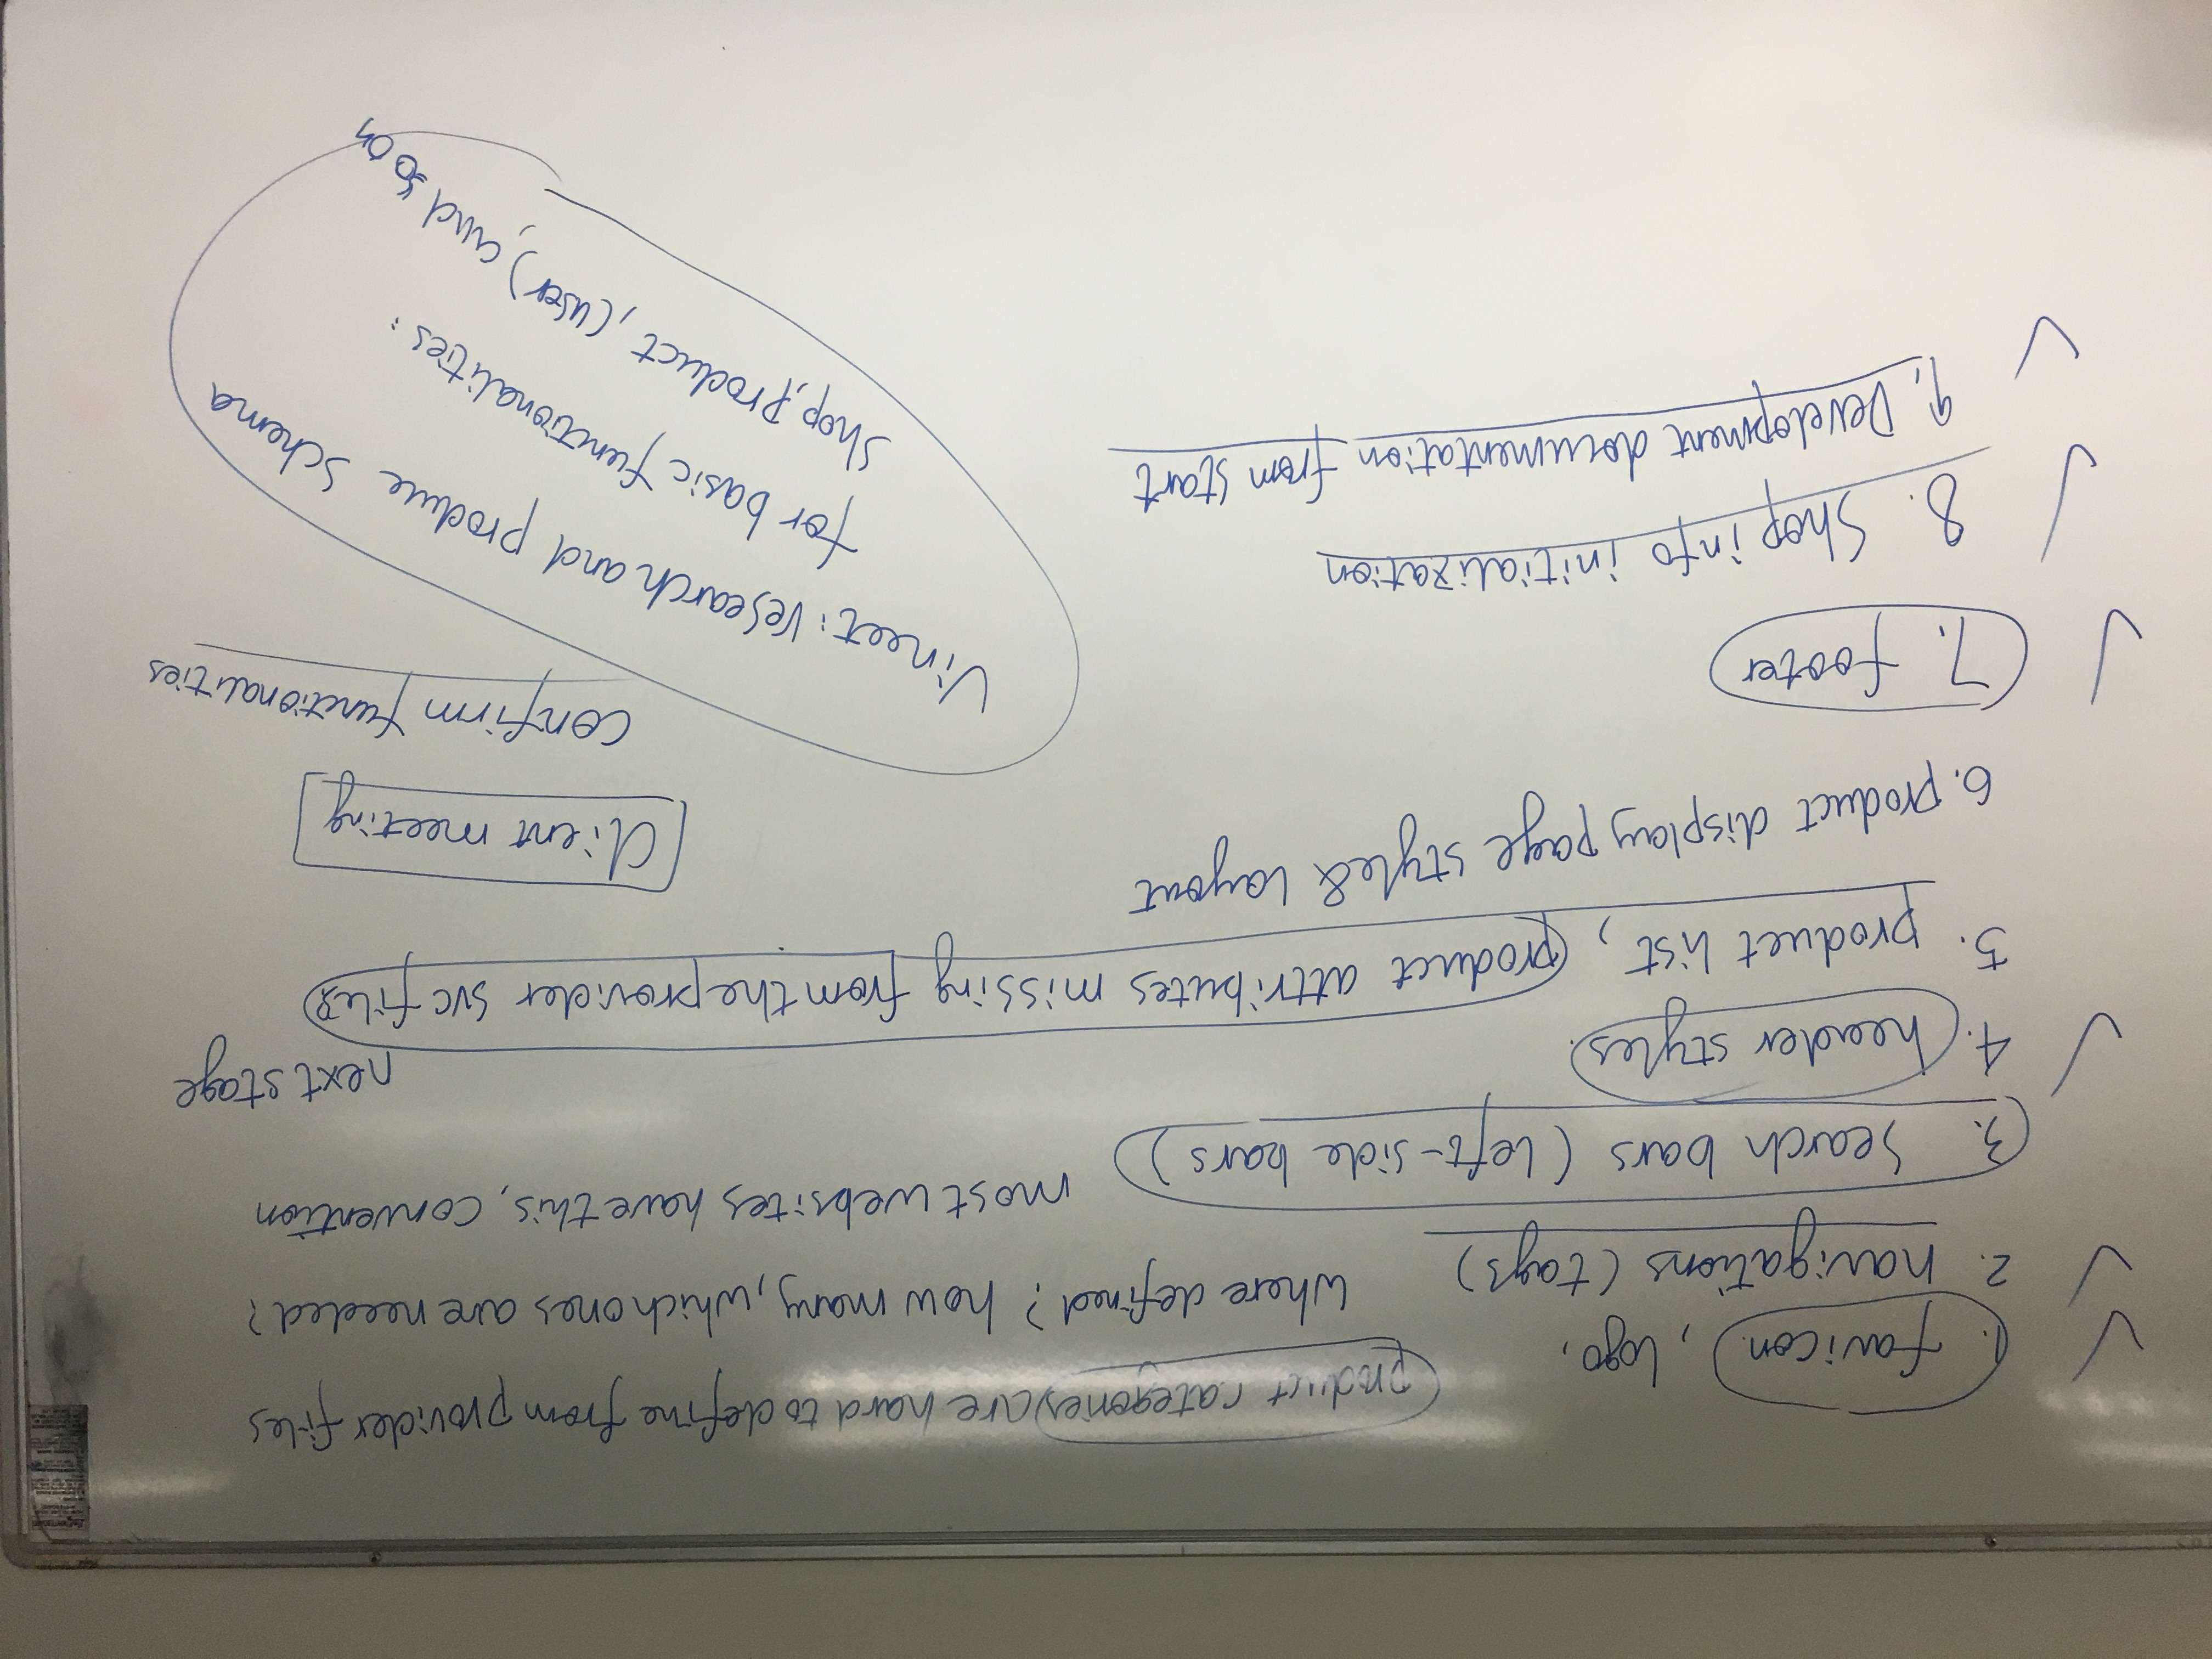 product categories are hard to define from provider files
1. favicon. , logo,
Where defined? how many, which ones are needed?
2. navigations (tags)
most websites have this, convention
3. Search bars (left-side bars)
next stage
4. header styles.
5. product list, product attributes missing from the provider svc files
6. product display page style & layout
Client meeting
confirm functionalities
7. footer
8. Shop info initialization
9. Development documentation from start
Vineet: research and produce schema
for basic functionalities:
Shop, product, (user), and so on